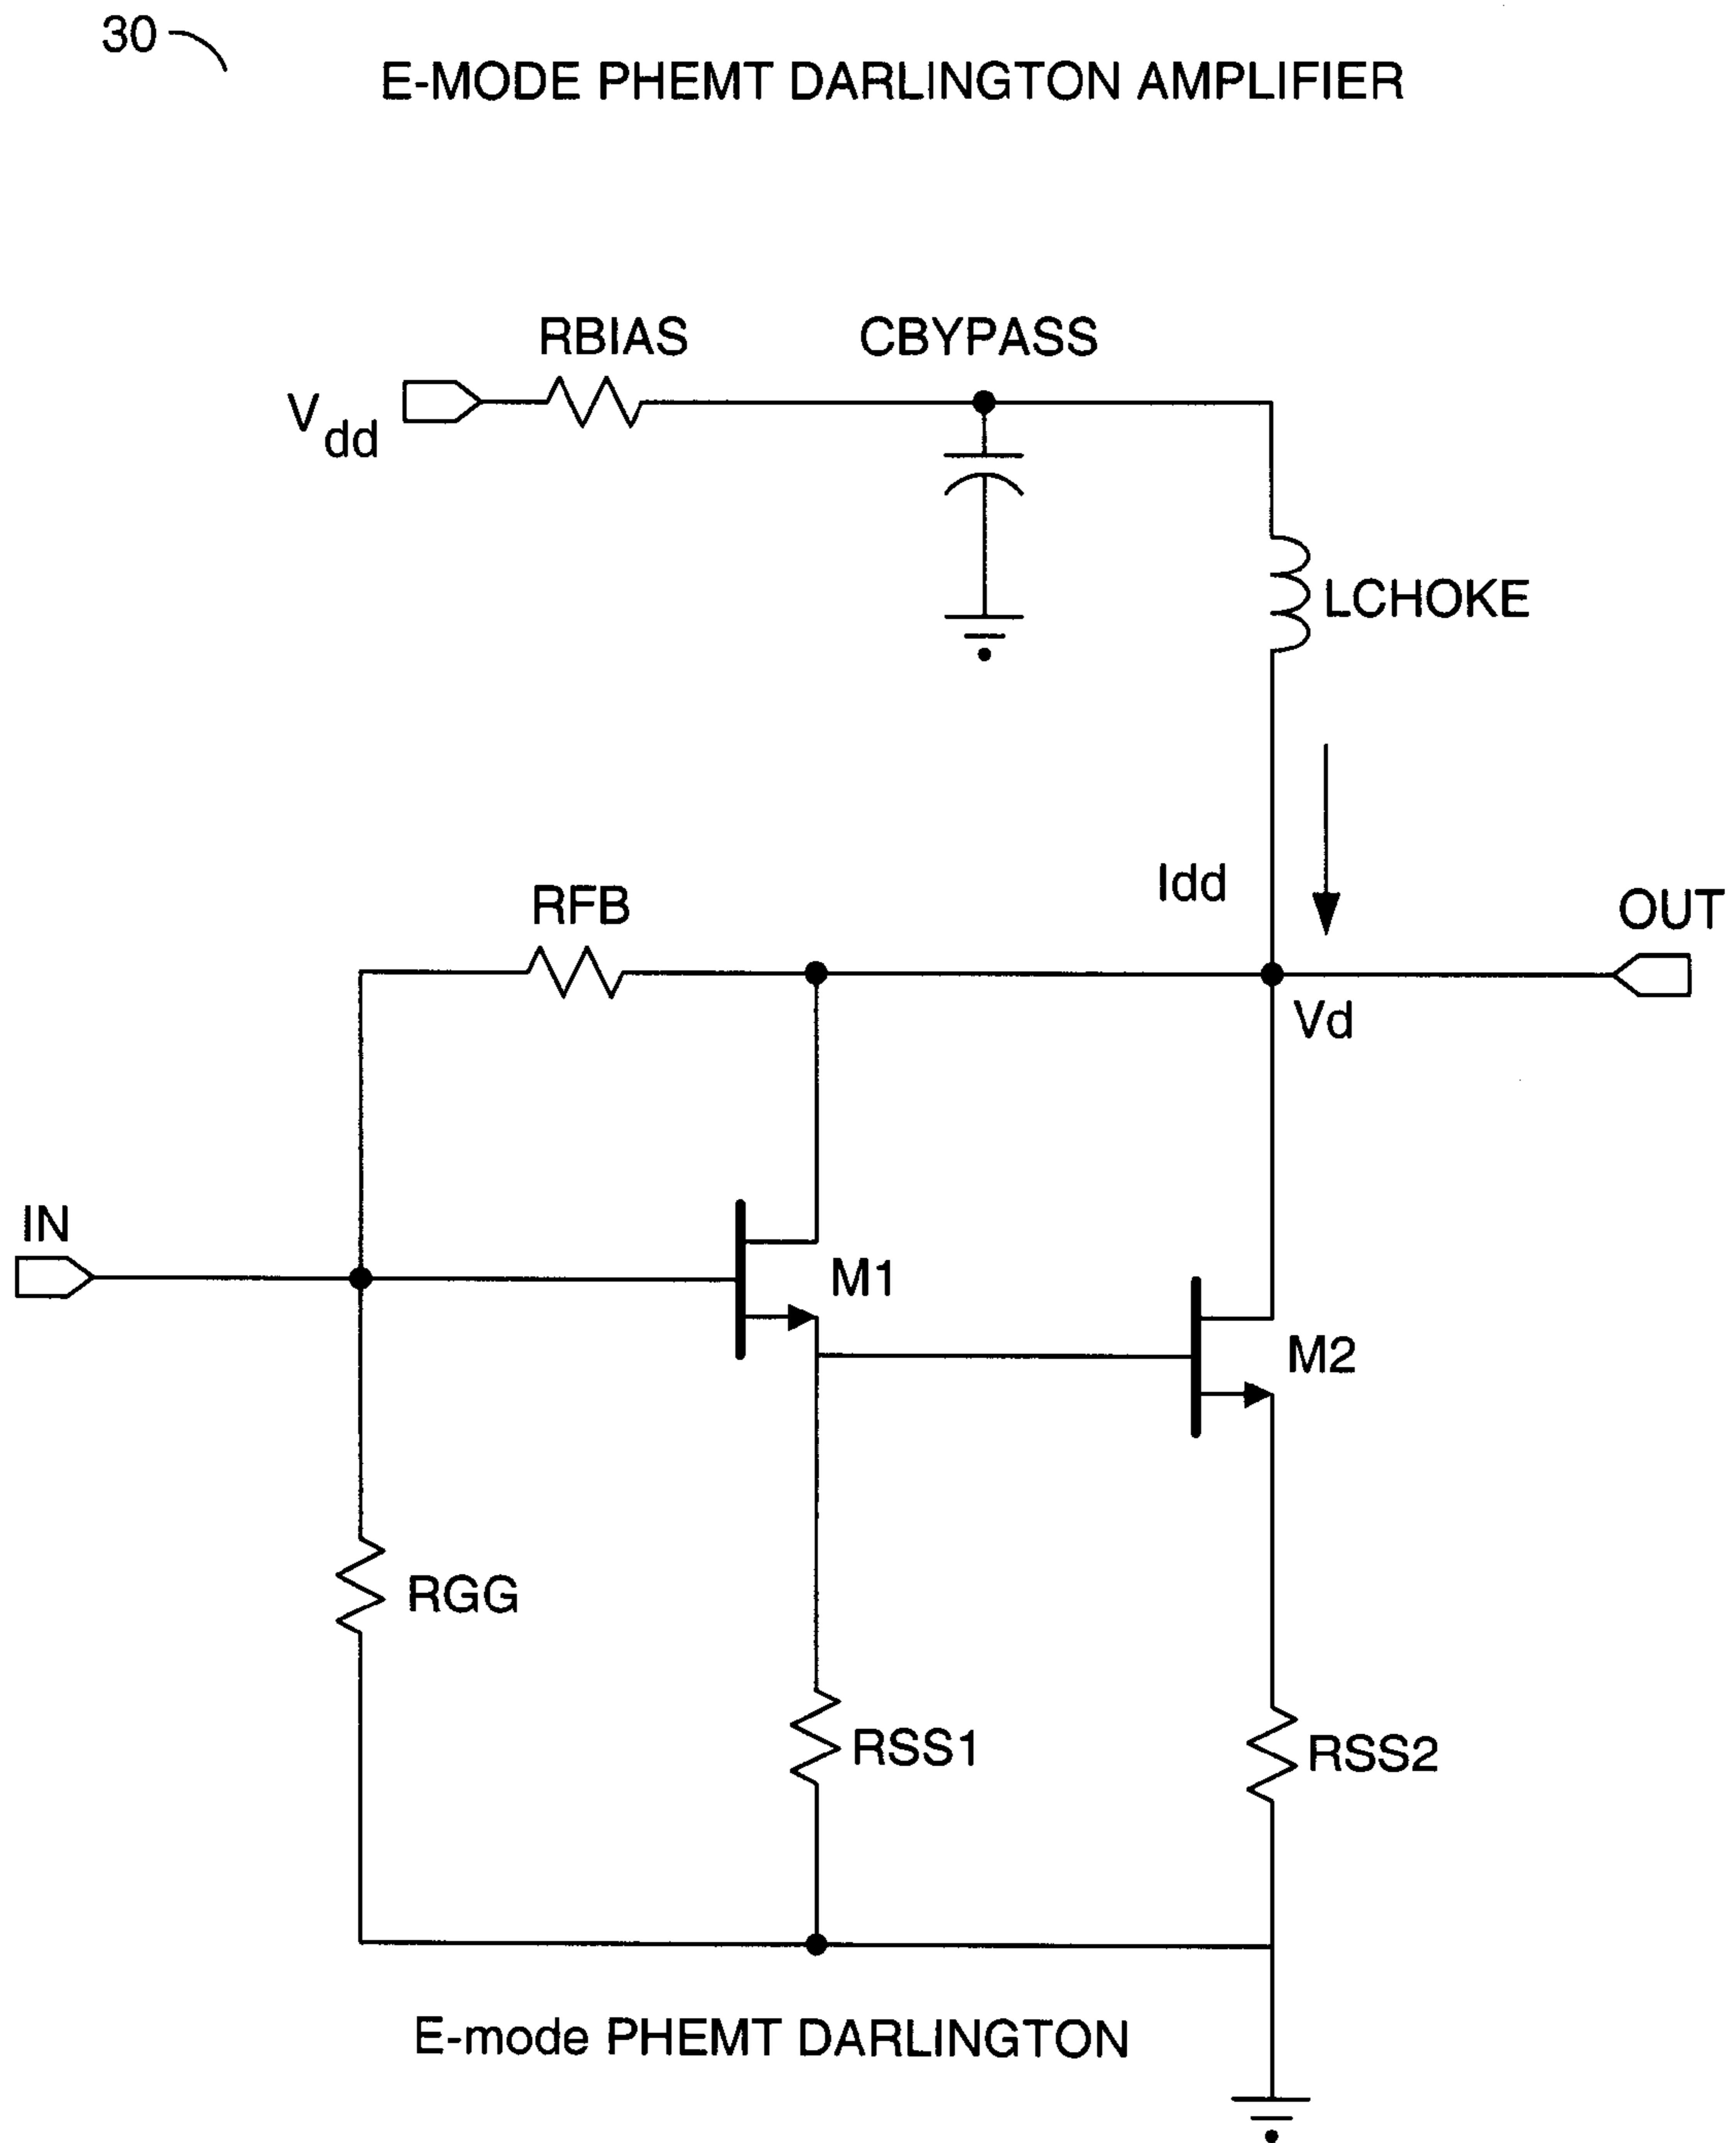 30
E-MODE PHEMT DARLINGTON AMPLIFIER
RBIAS
CBYPASS
Vdd
LCHOKE
Idd
RFB
OUT
Vd
IN
M1
M2
RGG
RSS1
RSS2
E-mode PHEMT DARLINGTON